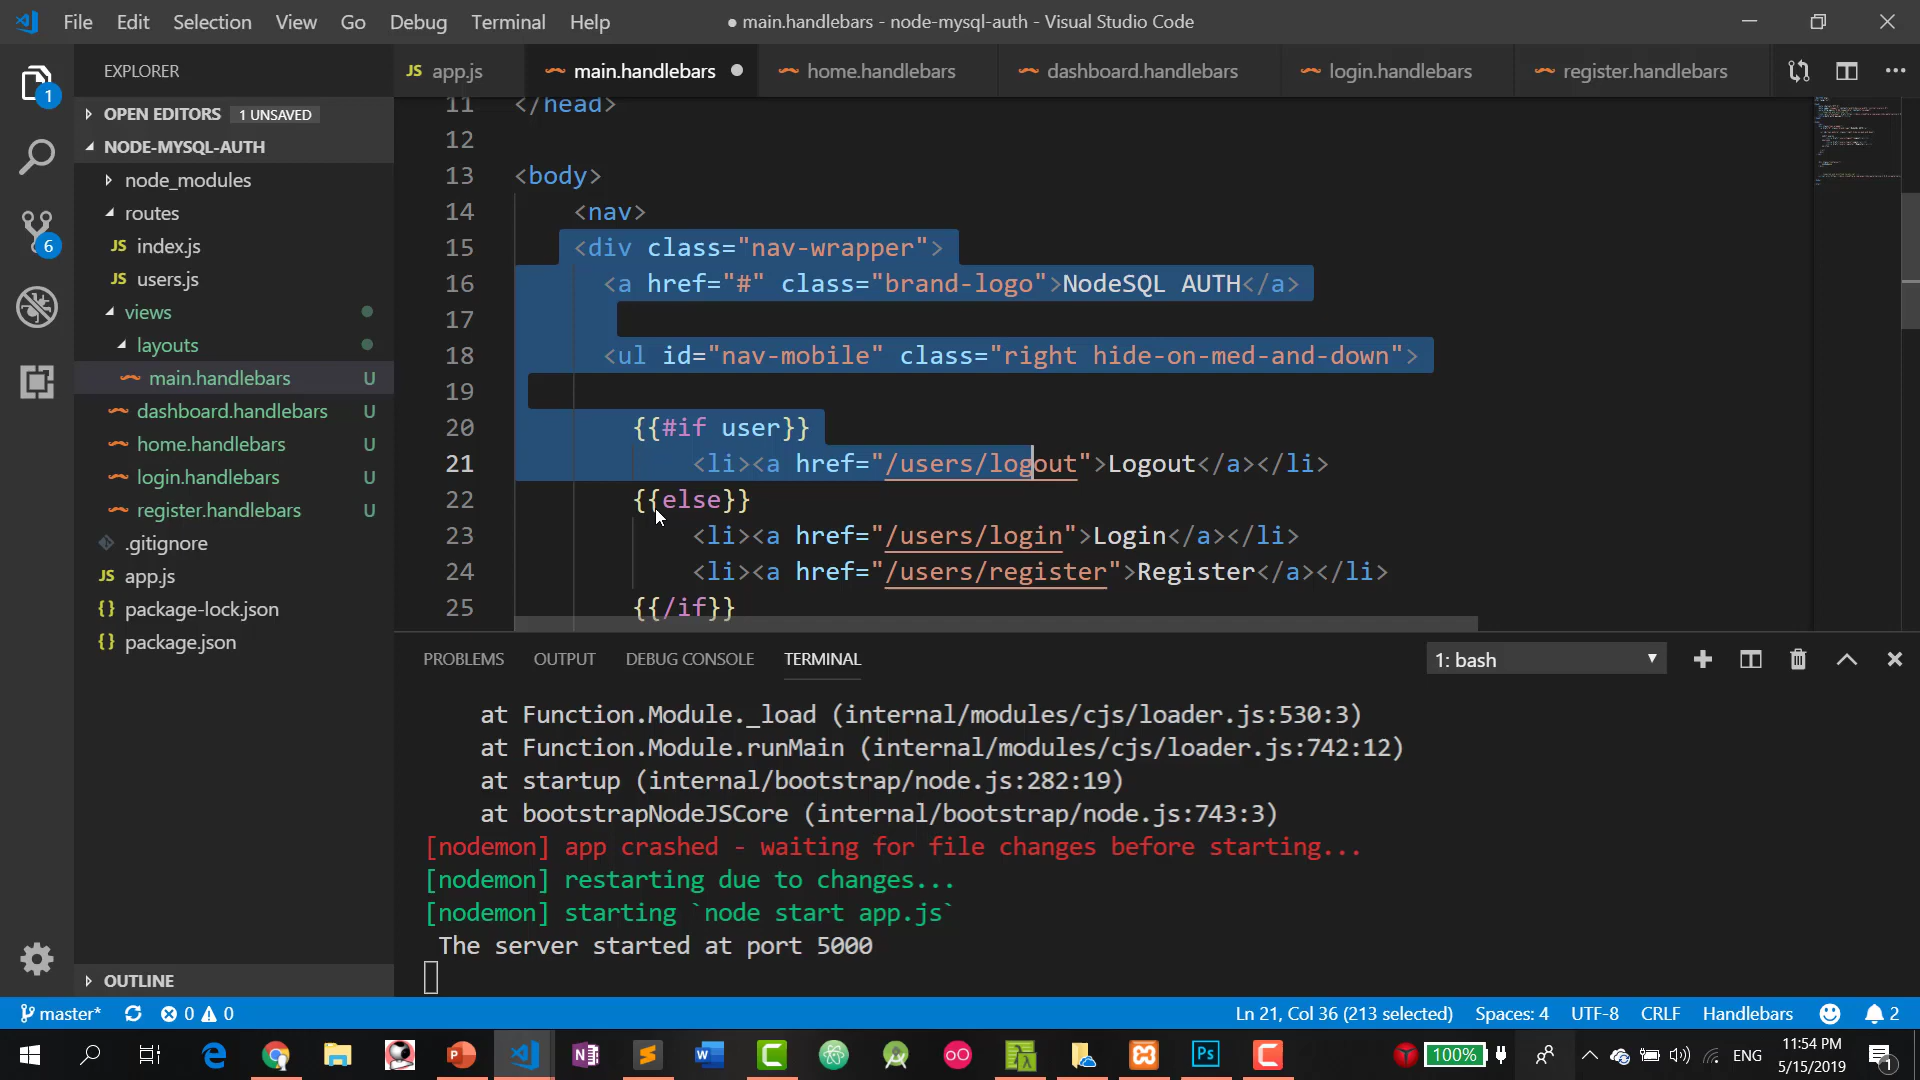 File Edit Selection View Go Debug Terminal Help
● main.handlebars - node-mysql-auth - Visual Studio Code
EXPLORER
JS app.js
main.handlebars
home.handlebars
dashboard.handlebars
login.handlebars
register.handlebars
1
OPEN EDITORS 1 UNSAVED
NODE-MYSQL-AUTH
node_modules
routes
JS index.js
JS users.js
views
layouts
main.handlebars U
dashboard.handlebars U
home.handlebars U
login.handlebars U
register.handlebars U
.gitignore
JS app.js
{} package-lock.json
{} package.json
OUTLINE
6
11 </head>
12
13 <body>
14 <nav>
15 <div class="nav-wrapper">
16 <a href="#" class="brand-logo">NodeSQL AUTH</a>
17
18 <ul id="nav-mobile" class="right hide-on-med-and-down">
19
20 {{#if user}}
21 <li><a href="/users/logout">Logout</a></li>
22 {{else}}
23 <li><a href="/users/login">Login</a></li>
24 <li><a href="/users/register">Register</a></li>
25 {{/if}}
PROBLEMS OUTPUT DEBUG CONSOLE TERMINAL
1: bash
at Function.Module._load (internal/modules/cjs/loader.js:530:3)
at Function.Module.runMain (internal/modules/cjs/loader.js:742:12)
at startup (internal/bootstrap/node.js:282:19)
at bootstrapNodeJSCore (internal/bootstrap/node.js:743:3)
[nodemon] app crashed - waiting for file changes before starting...
[nodemon] restarting due to changes...
[nodemon] starting `node start app.js`
The server started at port 5000
master* 0 0
Ln 21, Col 36 (213 selected) Spaces: 4 UTF-8 CRLF Handlebars 2
100% ENG
11:54 PM
5/15/2019
1